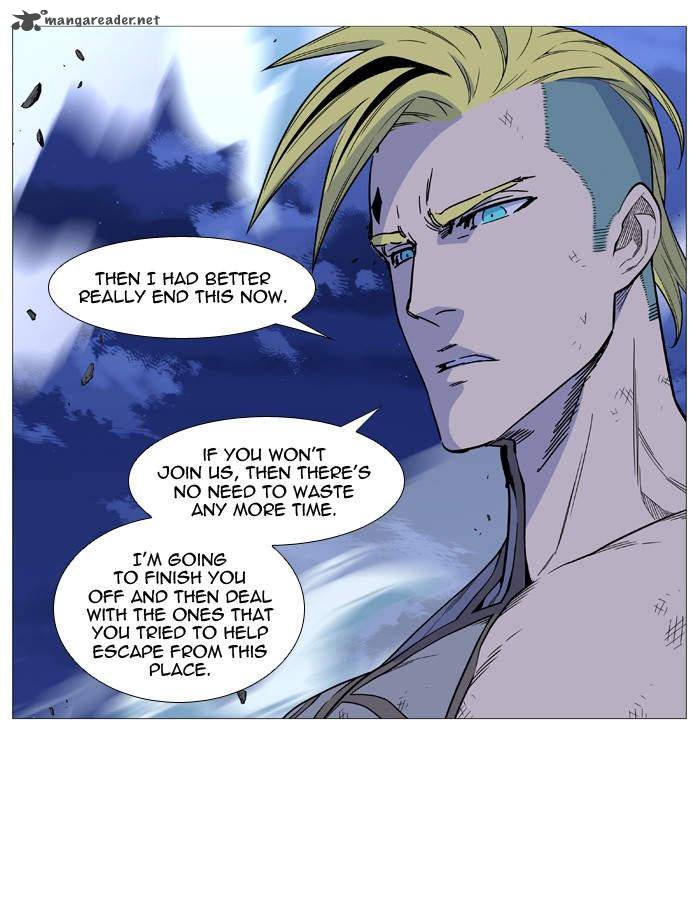 mangareader.net
THEN I HAD BETTER
REALLY END THIS NOW.
IF YOU WON'T
JOIN US, THEN THERE'S
NO NEED TO WASTE
ANY MORE TIME.
I'M GOING
TO FINISH YOU
OFF AND THEN DEAL
WITH THE ONES THAT
YOU TRIED TO HELP
ESCAPE FROM THIS
PLACE.